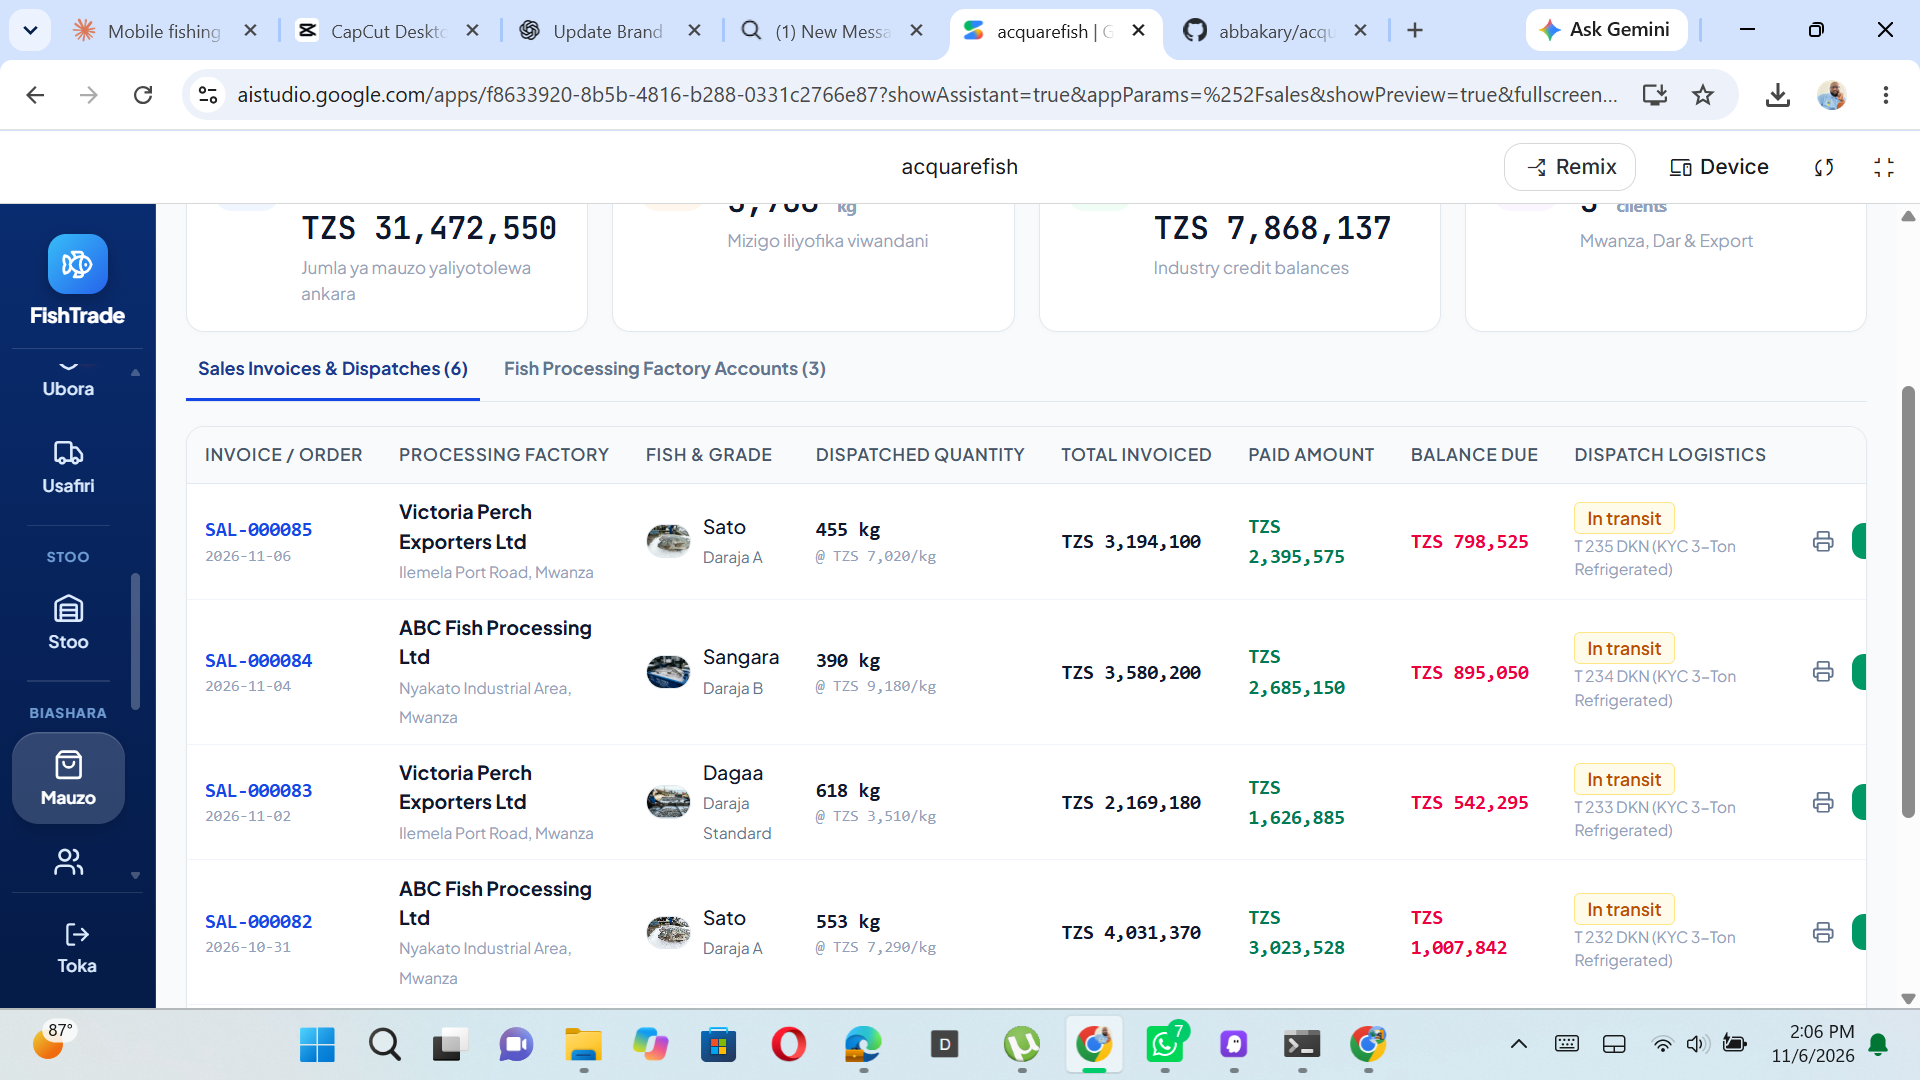 Mobile fishing
CapCut Deskto
Update Brand
(1) New Messa
acquarefish | G
abbakary/acqu
Ask Gemini
aistudio.google.com/apps/f8633920-8b5b-4816-b288-0331c2766e87?showAssistant=true&appParams=%252Fsales&showPreview=true&fullscreen...
acquarefish
Remix
Device
FishTrade
Ubora
Usafiri
STOO
Stoo
BIASHARA
Mauzo
Toka
TZS 31,472,550
Jumla ya mauzo yaliyotolewa
ankara
kg
Mizigo iliyofika viwandani
TZS 7,868,137
Industry credit balances
clients
Mwanza, Dar & Export
Sales Invoices & Dispatches (6)
Fish Processing Factory Accounts (3)
INVOICE / ORDER PROCESSING FACTORY FISH & GRADE DISPATCHED QUANTITY TOTAL INVOICED PAID AMOUNT BALANCE DUE DISPATCH LOGISTICS
SAL-000085
2026-11-06
Victoria Perch
Exporters Ltd
Ilemela Port Road, Mwanza
Sato
Daraja A
455 kg
@ TZS 7,020/kg
TZS 3,194,100
TZS
2,395,575
TZS 798,525
In transit
T 235 DKN (KYC 3-Ton
Refrigerated)
SAL-000084
2026-11-04
ABC Fish Processing
Ltd
Nyakato Industrial Area,
Mwanza
Sangara
Daraja B
390 kg
@ TZS 9,180/kg
TZS 3,580,200
TZS
2,685,150
TZS 895,050
In transit
T 234 DKN (KYC 3-Ton
Refrigerated)
SAL-000083
2026-11-02
Victoria Perch
Exporters Ltd
Ilemela Port Road, Mwanza
Dagaa
Daraja
Standard
618 kg
@ TZS 3,510/kg
TZS 2,169,180
TZS
1,626,885
TZS 542,295
In transit
T 233 DKN (KYC 3-Ton
Refrigerated)
SAL-000082
2026-10-31
ABC Fish Processing
Ltd
Nyakato Industrial Area,
Mwanza
Sato
Daraja A
553 kg
@ TZS 7,290/kg
TZS 4,031,370
TZS
3,023,528
TZS
1,007,842
In transit
T 232 DKN (KYC 3-Ton
Refrigerated)
87°
D
7
2:06 PM
11/6/2026